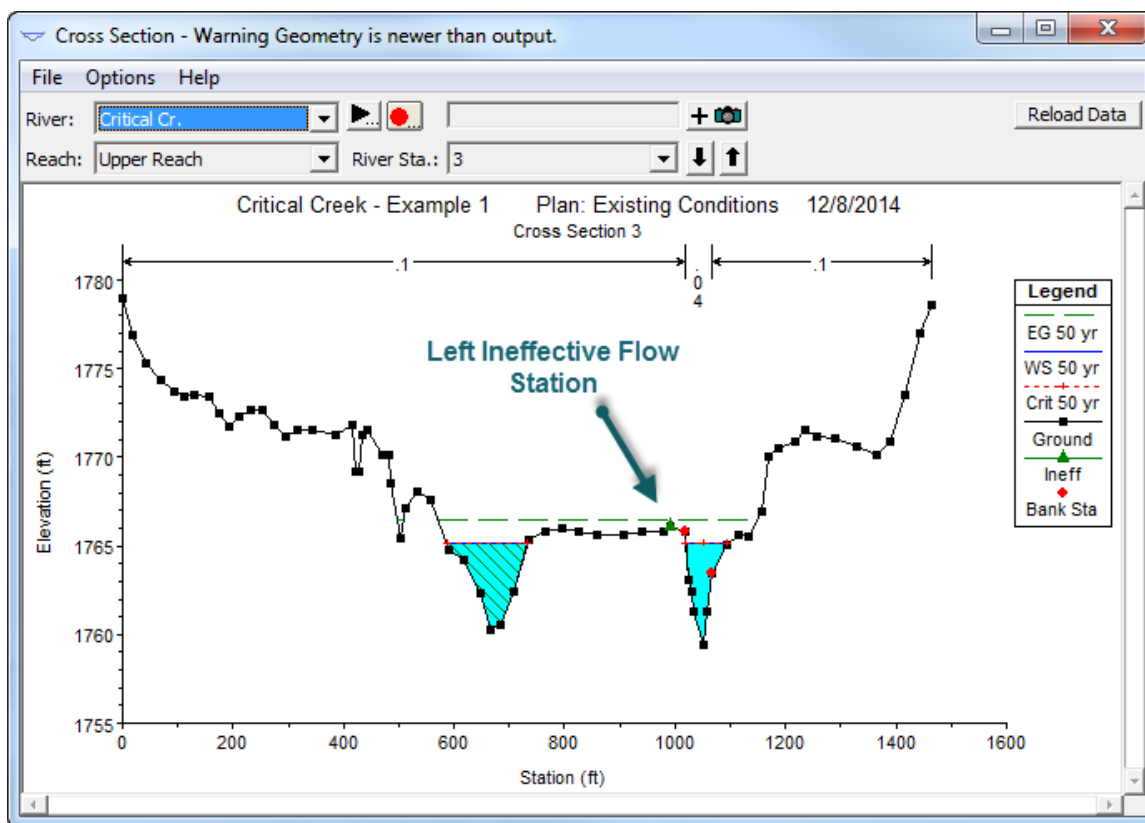 Cross Section - Warning Geometry is newer than output.
File Options Help
River: Critical Cr. Reload Data
Reach: Upper Reach River Sta.: 3
Critical Creek - Example 1 Plan: Existing Conditions 12/8/2014
Cross Section 3
.1 .04 .1
Left Ineffective Flow
Station
Legend
EG 50 yr
WS 50 yr
Crit 50 yr
Ground
Ineff
Bank Sta
Elevation (ft)
1780
1775
1770
1765
1760
1755
0 200 400 600 800 1000 1200 1400 1600
Station (ft)